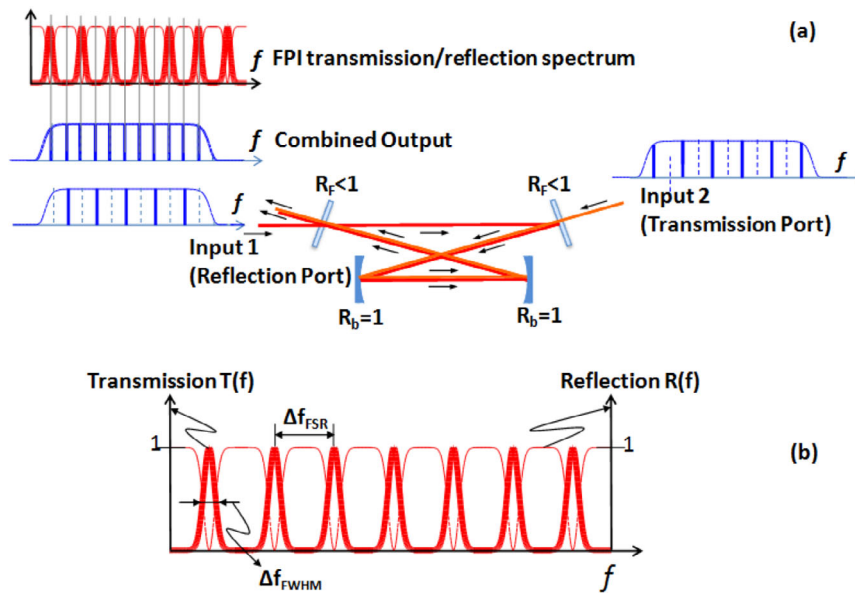 (a)
f FPI transmission/reflection spectrum
f
Combined Output
f
R_F<1
R_F<1
f
Input 1
(Reflection Port)
Input 2
(Transmission Port)
R_b=1
R_b=1
Transmission T(f)
Reflection R(f)
Δf_FSR
1
1
(b)
Δf_FWHM
f